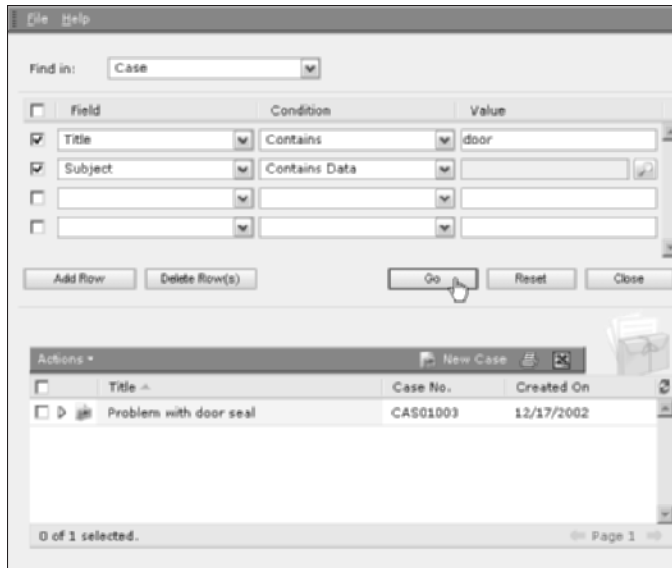 File Help
Find in: Case
Field Condition Value
Title Contains door
Subject Contains Data
Add Row Delete Row(s) Go Reset Close
Actions New Case
Title Case No. Created On
Problem with door seal CAS01003 12/17/2002
0 of 1 selected. Page 1